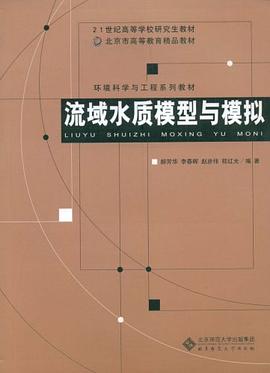 21世纪高等学校研究生教材
北京市高等教育精品教材
环境科学与工程系列教材
流域水质模型与模拟
LIUYU SHUIZHI MOXING YU MONI
郝芳华 李春晖 赵彦伟 程红光/编著
北京师范大学出版集团
北京师范大学出版社